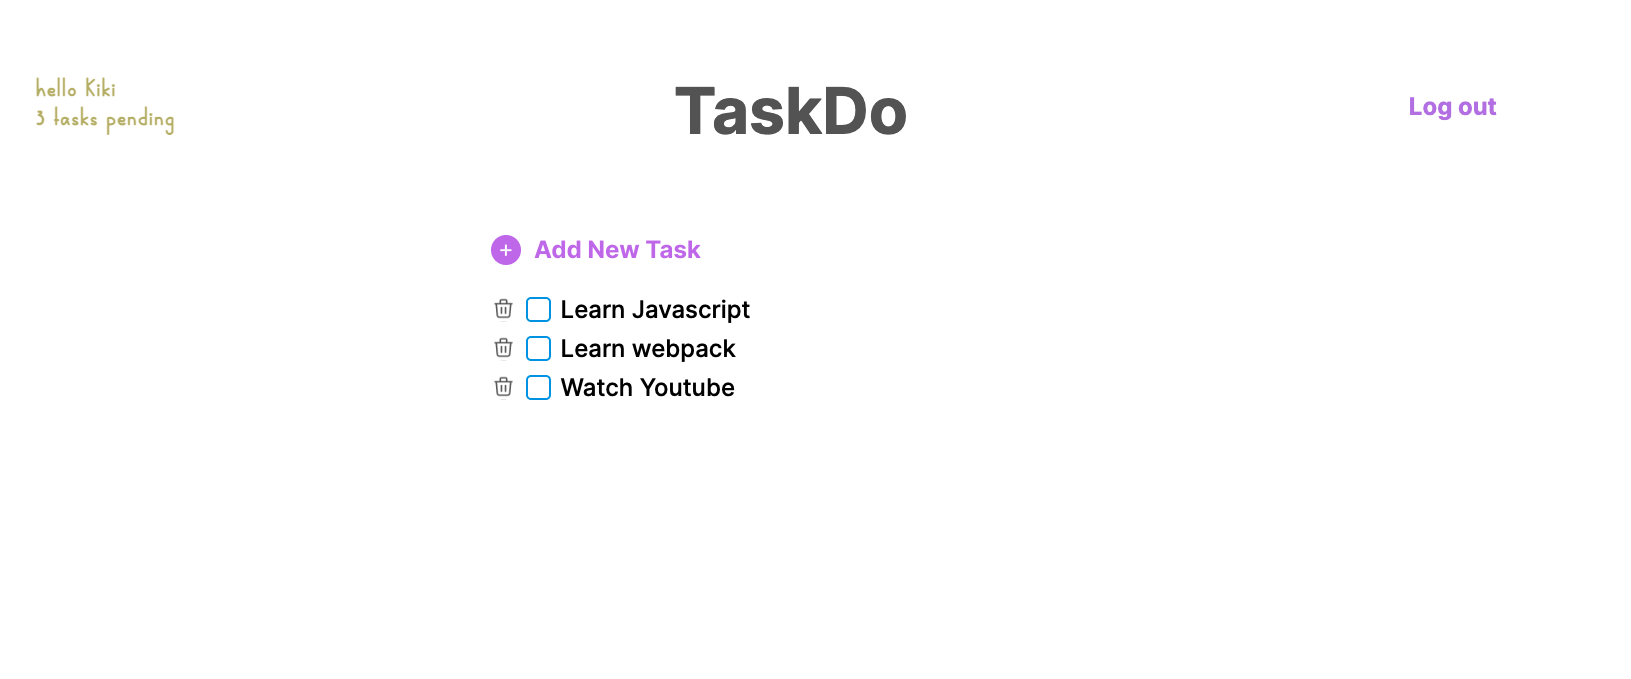 hello Kiki
3 tasks pending
TaskDo
Log out
Add New Task
Learn Javascript
Learn webpack
Watch Youtube